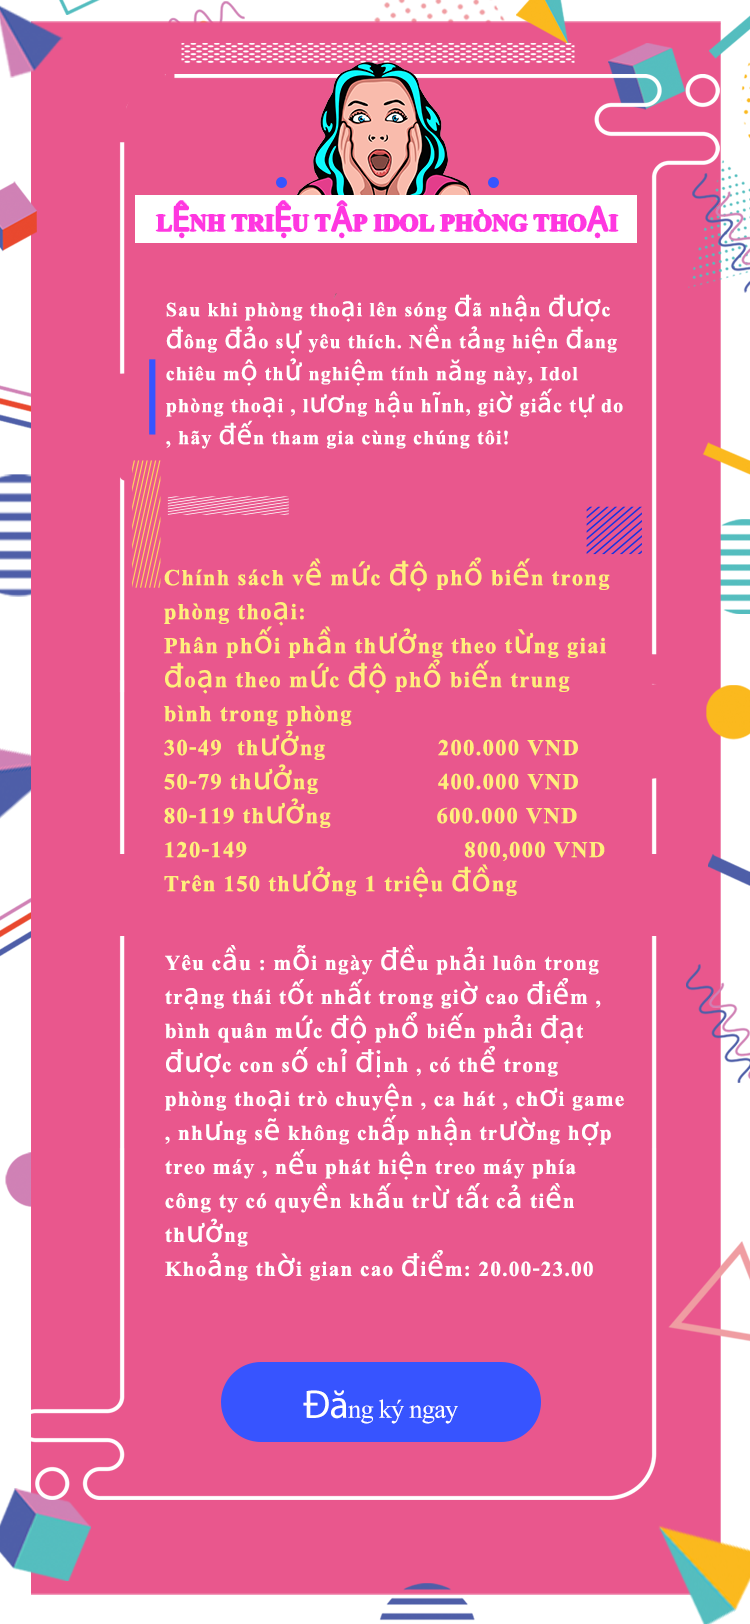 LỆNH TRIỆU TẬP IDOL PHÒNG THOẠI
Sau khi phòng thoại lên sóng đã nhận được
đông đảo sự yêu thích. Nền tảng hiện đang
chiêu mộ thử nghiệm tính năng này, Idol
phòng thoại , lương hậu hĩnh, giờ giấc tự do
, hãy đến tham gia cùng chúng tôi!
Chính sách về mức độ phổ biến trong
phòng thoại:
Phân phối phần thưởng theo từng giai
đoạn theo mức độ phổ biến trung
bình trong phòng
30-49 thưởng 200.000 VND
50-79 thưởng 400.000 VND
80-119 thưởng 600.000 VND
120-149 800,000 VND
Trên 150 thưởng 1 triệu đồng
Yêu cầu : mỗi ngày đều phải luôn trong
trạng thái tốt nhất trong giờ cao điểm ,
bình quân mức độ phổ biến phải đạt
được con số chỉ định , có thể trong
phòng thoại trò chuyện , ca hát , chơi game
, nhưng sẽ không chấp nhận trường hợp
treo máy , nếu phát hiện treo máy phía
công ty có quyền khấu trừ tất cả tiền
thưởng
Khoảng thời gian cao điểm: 20.00-23.00
Đăng ký ngay